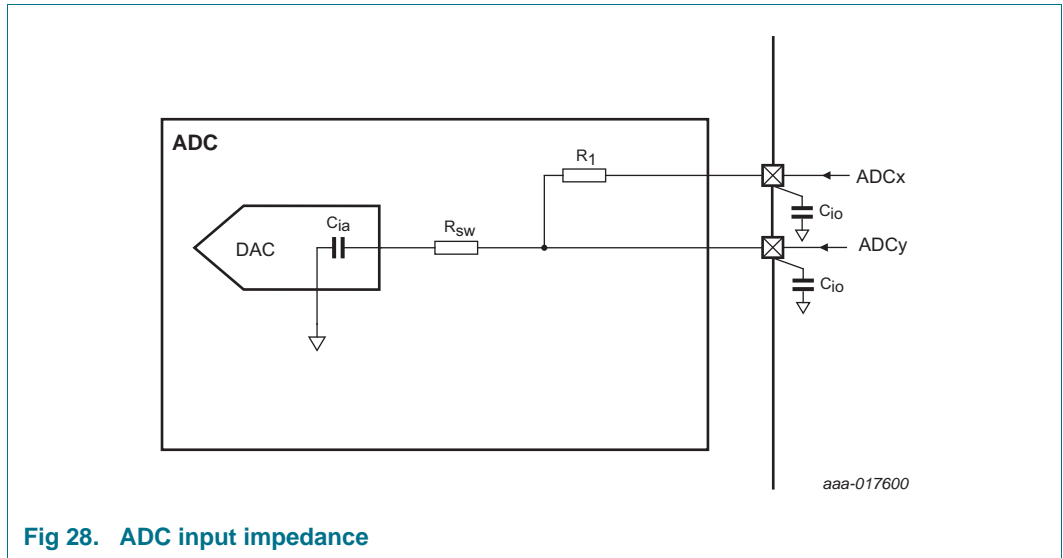 ADC
R1
ADCx
Cia
Rsw
Cio
DAC
ADCy
Cio
aaa-017600
Fig 28. ADC input impedance